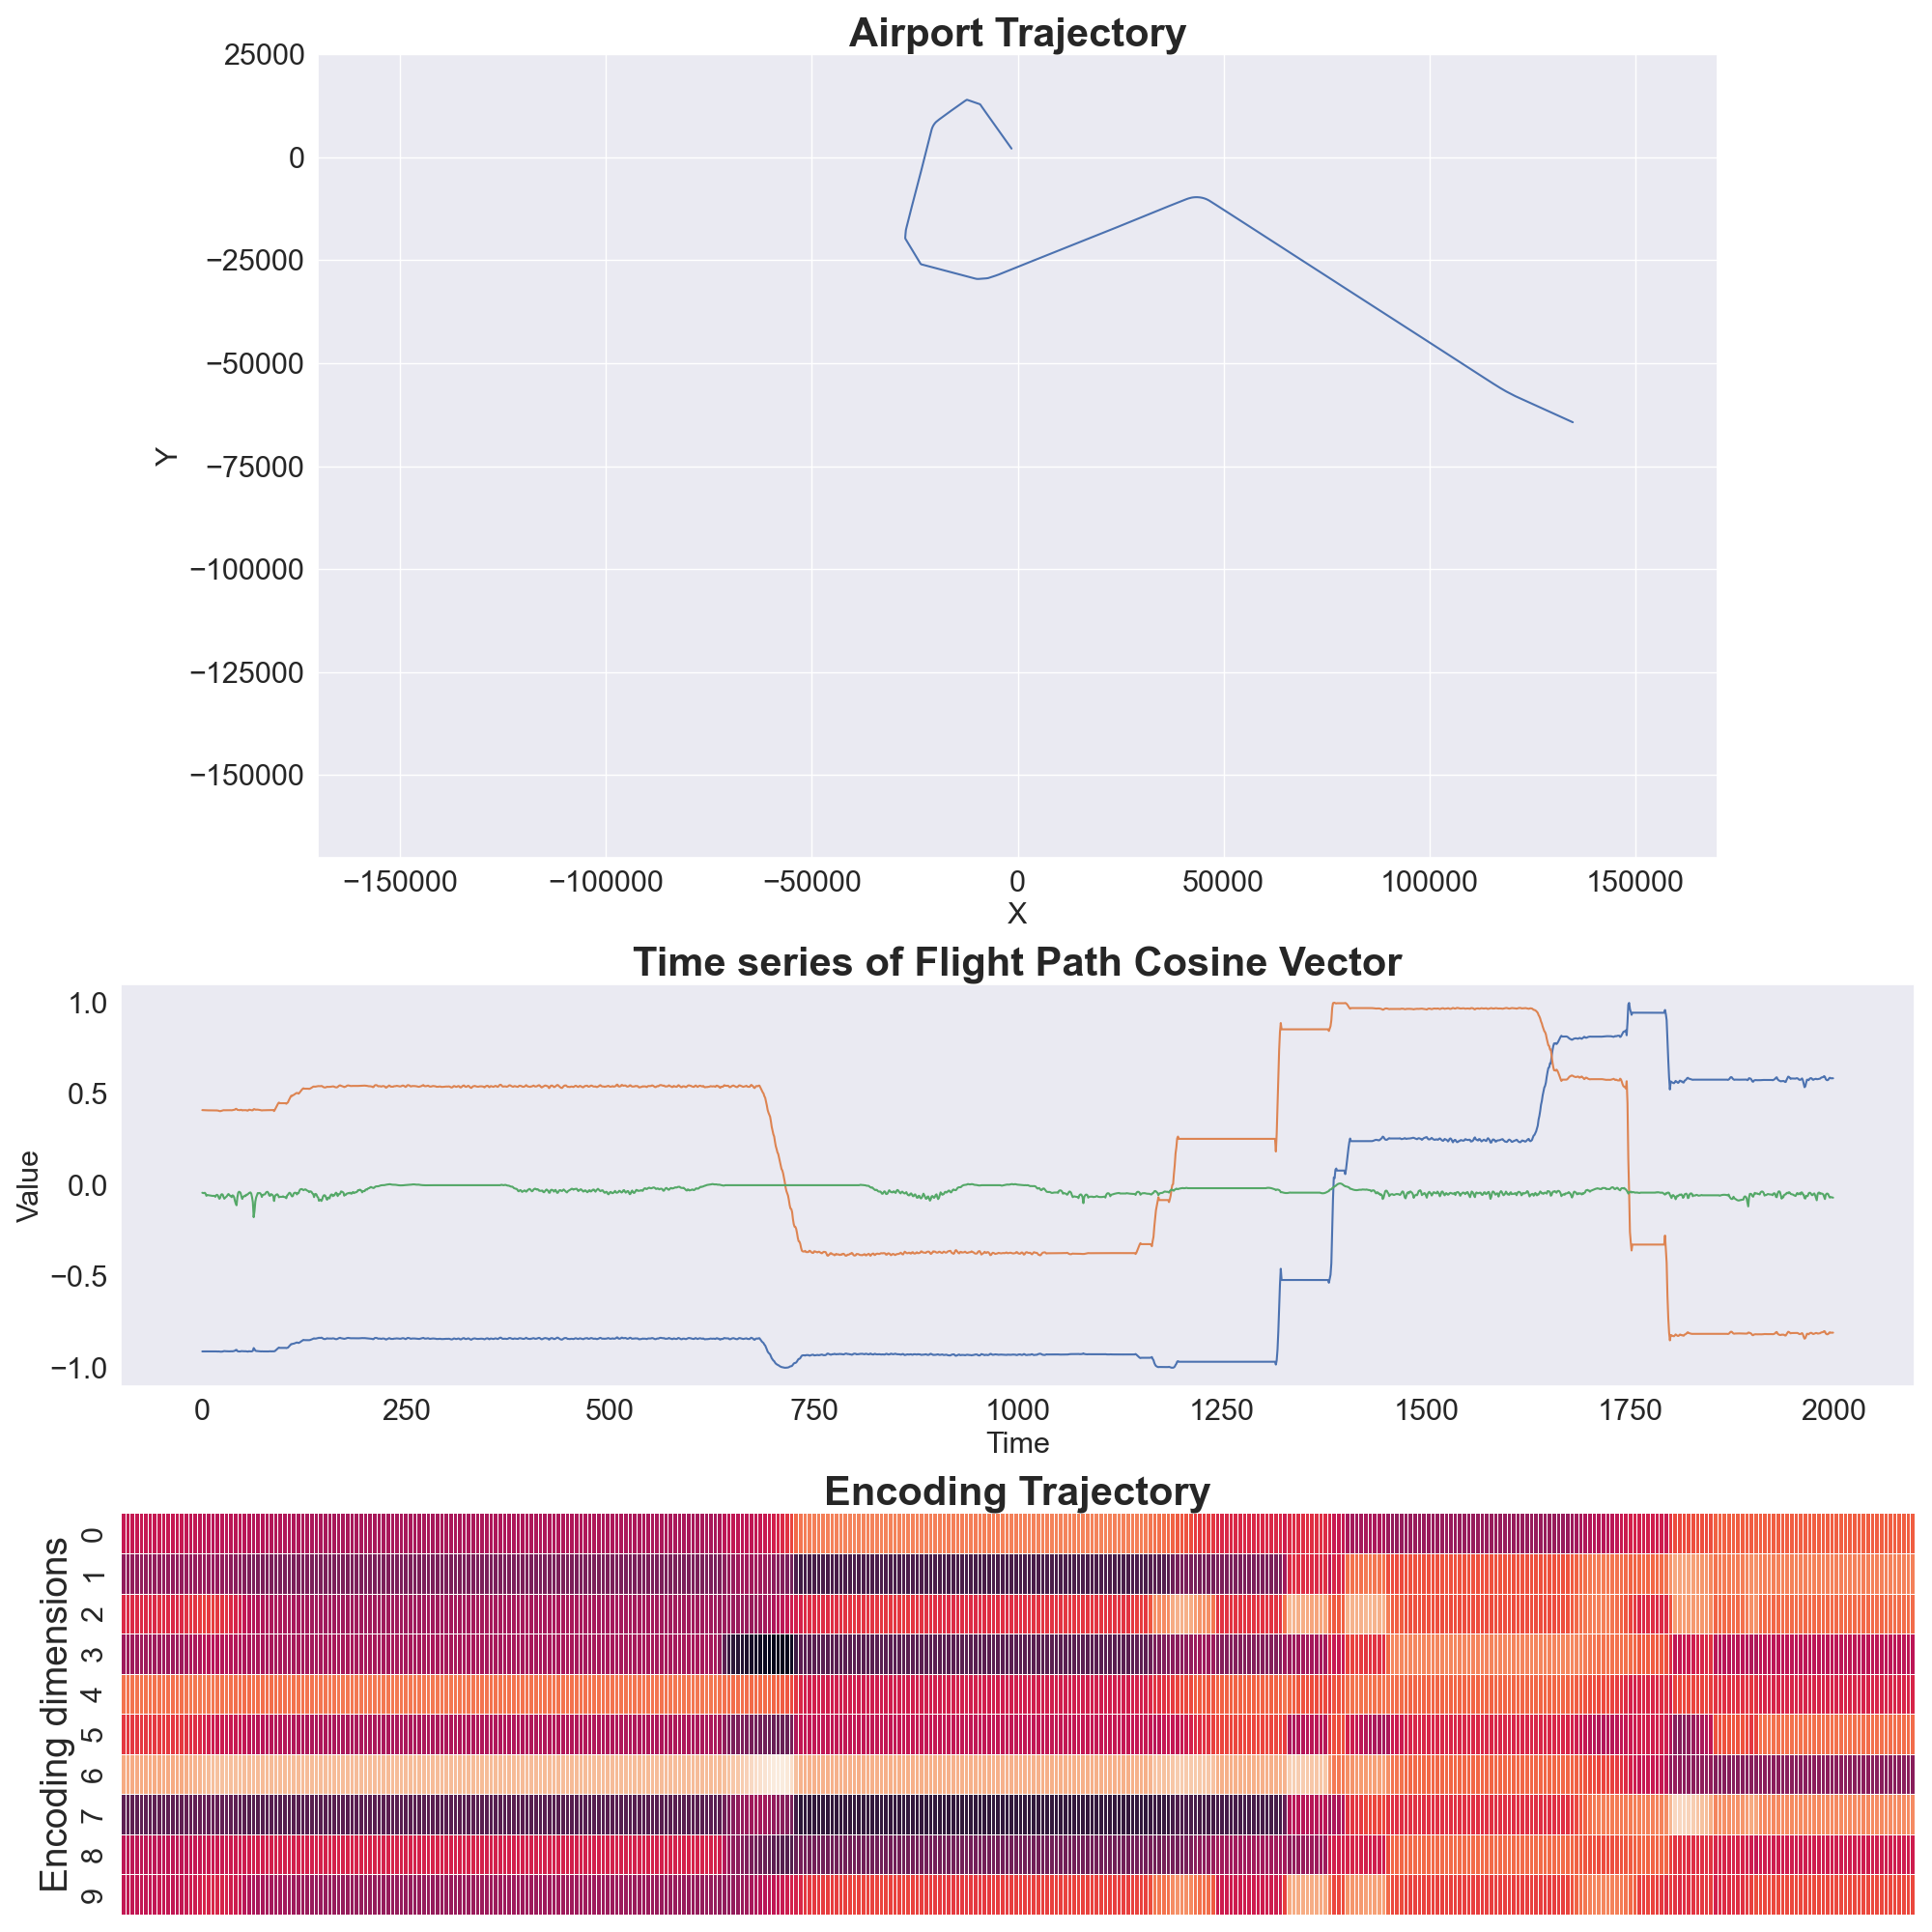 Airport Trajectory
25000
0
−25000
−50000
−75000
−100000
−125000
−150000
Y
−150000 −100000 −50000 0 50000 100000 150000
X
Time series of Flight Path Cosine Vector
1.0
0.5
0.0
−0.5
−1.0
Value
0 250 500 750 1000 1250 1500 1750 2000
Time
Encoding Trajectory
Encoding dimensions
0
1
2
3
4
5
6
7
8
9